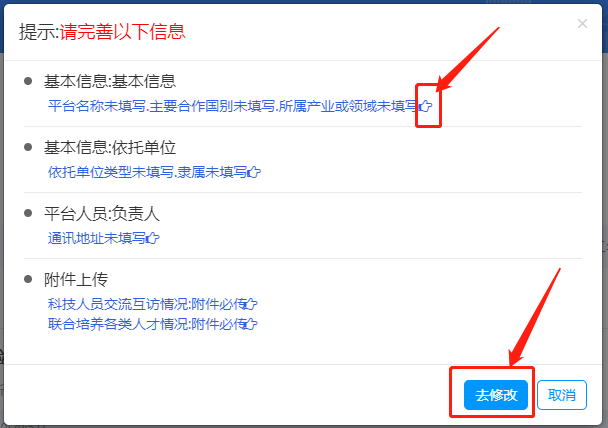 提示:请完善以下信息
基本信息:基本信息
平台名称未填写.主要合作国别未填写.所属产业或领域未填写
基本信息:依托单位
依托单位类型未填写.隶属未填写
平台人员:负责人
通讯地址未填写
附件上传
科技人员交流互访情况:附件必传
联合培养各类人才情况:附件必传
去修改 取消